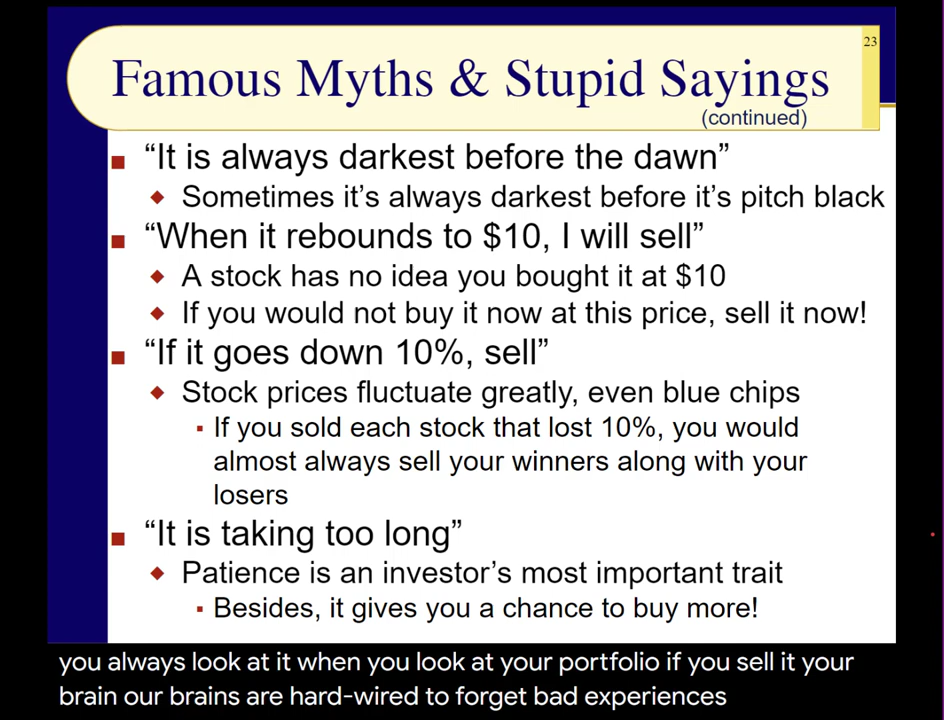 23
Famous Myths & Stupid Sayings
(continued)
“It is always darkest before the dawn”
Sometimes it’s always darkest before it’s pitch black
“When it rebounds to $10, I will sell”
A stock has no idea you bought it at $10
If you would not buy it now at this price, sell it now!
“If it goes down 10%, sell”
Stock prices fluctuate greatly, even blue chips
If you sold each stock that lost 10%, you would
almost always sell your winners along with your
losers
“It is taking too long”
Patience is an investor’s most important trait
Besides, it gives you a chance to buy more!
you always look at it when you look at your portfolio if you sell it your
brain our brains are hard-wired to forget bad experiences